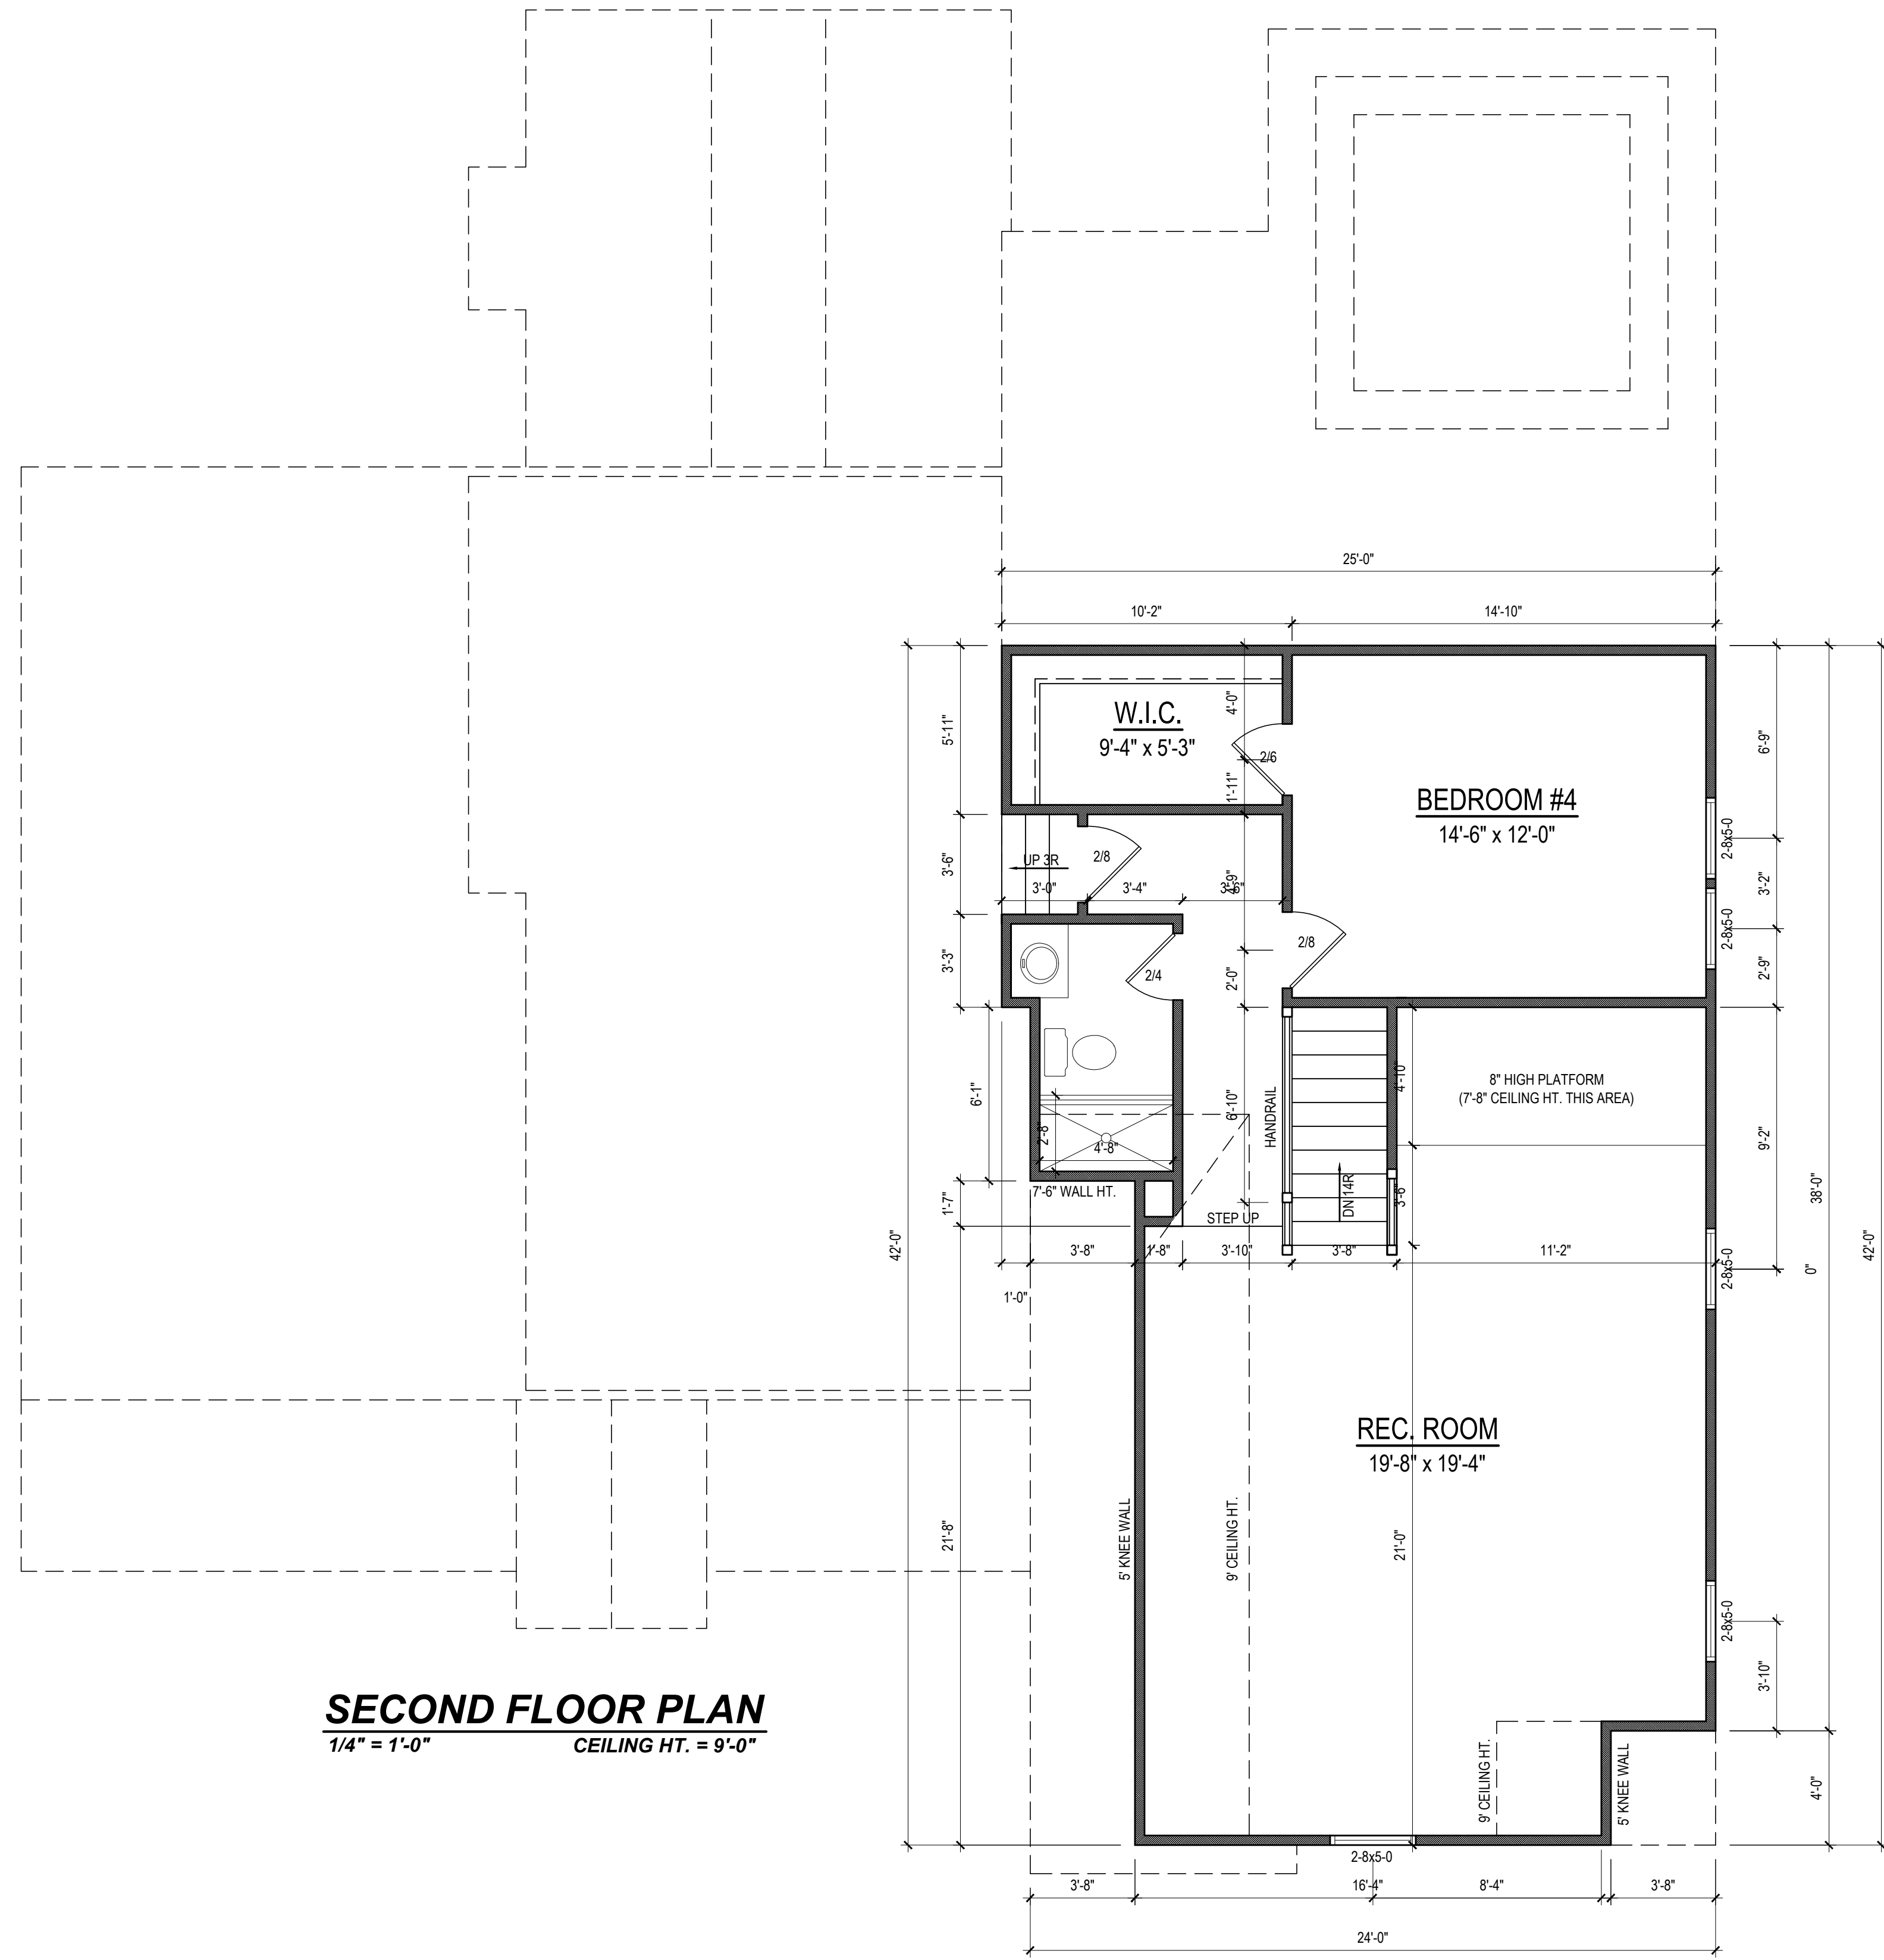 25'-0"
10'-2"
14'-10"
W.I.C.
9'-4" x 5'-3"
4'-0"
1'-11"
2/6
5'-11"
6'-9"
BEDROOM #4
14'-6" x 12'-0"
2-8x5-0
3'-2"
2-8x5-0
2'-9"
UP 3R
2/8
3'-6"
3'-0"
3'-4"
3'-6"
4'-9"
2/8
3'-3"
2/4
2'-0"
6'-1"
6'-10"
HANDRAIL
4'-10"
8" HIGH PLATFORM
(7'-8" CEILING HT. THIS AREA)
9'-2"
2'-8"
4'-8"
7'-6" WALL HT.
1'-7"
STEP UP
DN 14R
3'-6"
38'-0"
42'-0"
42'-0"
3'-8"
1'-8"
3'-10"
3'-8"
11'-2"
2-8x5-0
0"
1'-0"
REC. ROOM
19'-8" x 19'-4"
21'-8"
5' KNEE WALL
9' CEILING HT.
21'-0"
2-8x5-0
3'-10"
SECOND FLOOR PLAN
1/4" = 1'-0"
CEILING HT. = 9'-0"
9' CEILING HT.
5' KNEE WALL
4'-0"
2-8x5-0
3'-8"
16'-4"
8'-4"
3'-8"
24'-0"